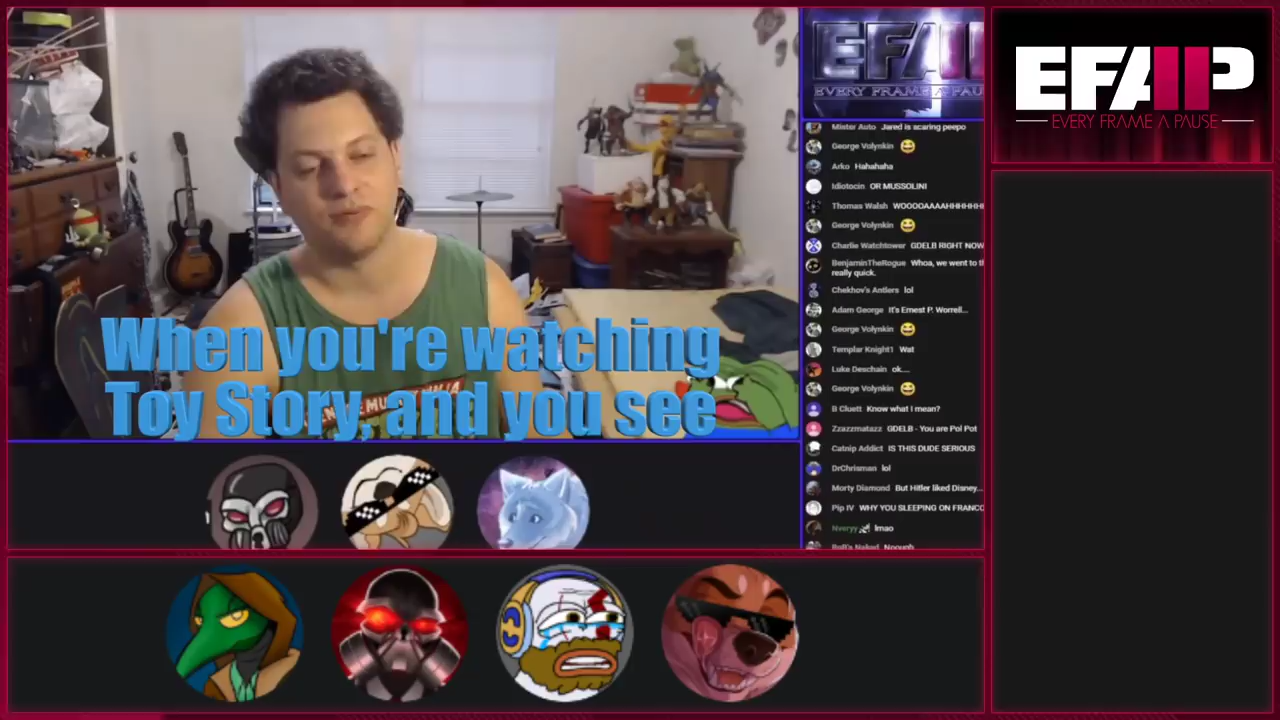 When you're watching
Toy Story, and you see
EFAP
EVERY FRAME A PAU
Mister Auto Jared is scaring peepo
George Volynkin
Arko Hahahaha
Idiotocin OR MUSSOLINI
Thomas Walsh WOOOOAAAAHHHHHH
George Volynkin
Charlie Watchtower GDELB RIGHT NOW
BenjaminTheRogue Whoa, we went to th
really quick.
Chekhov's Antlers lol
Adam George It's Ernest P. Worrell...
George Volynkin
Templar Knight1 Wat
Luke Deschain ok....
George Volynkin
B Cluett Know what I mean?
Zzazzmatazz GDELB - You are Pol Pot
Catnip Addict IS THIS DUDE SERIOUS
DrChrisman lol
Morty Diamond But Hitler liked Disney...
Pip IV WHY YOU SLEEPING ON FRANCO
Nveryy lmao
EFAP
EVERY FRAME A PAUSE